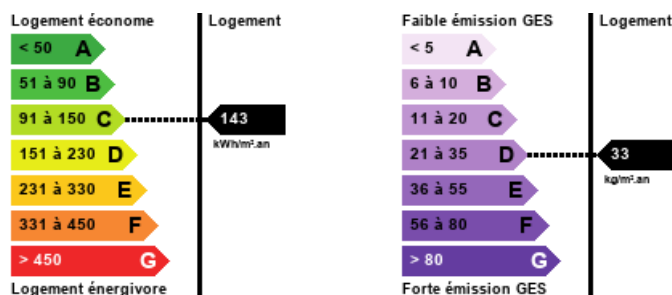 Logement économe
Logement
< 50 A
51 à 90 B
91 à 150 C
143
kWh/m².an
151 à 230 D
231 à 330 E
331 à 450 F
> 450 G
Logement énergivore
Faible émission GES
Logement
< 5 A
6 à 10 B
11 à 20 C
21 à 35 D
33
kg/m².an
36 à 55 E
56 à 80 F
> 80 G
Forte émission GES